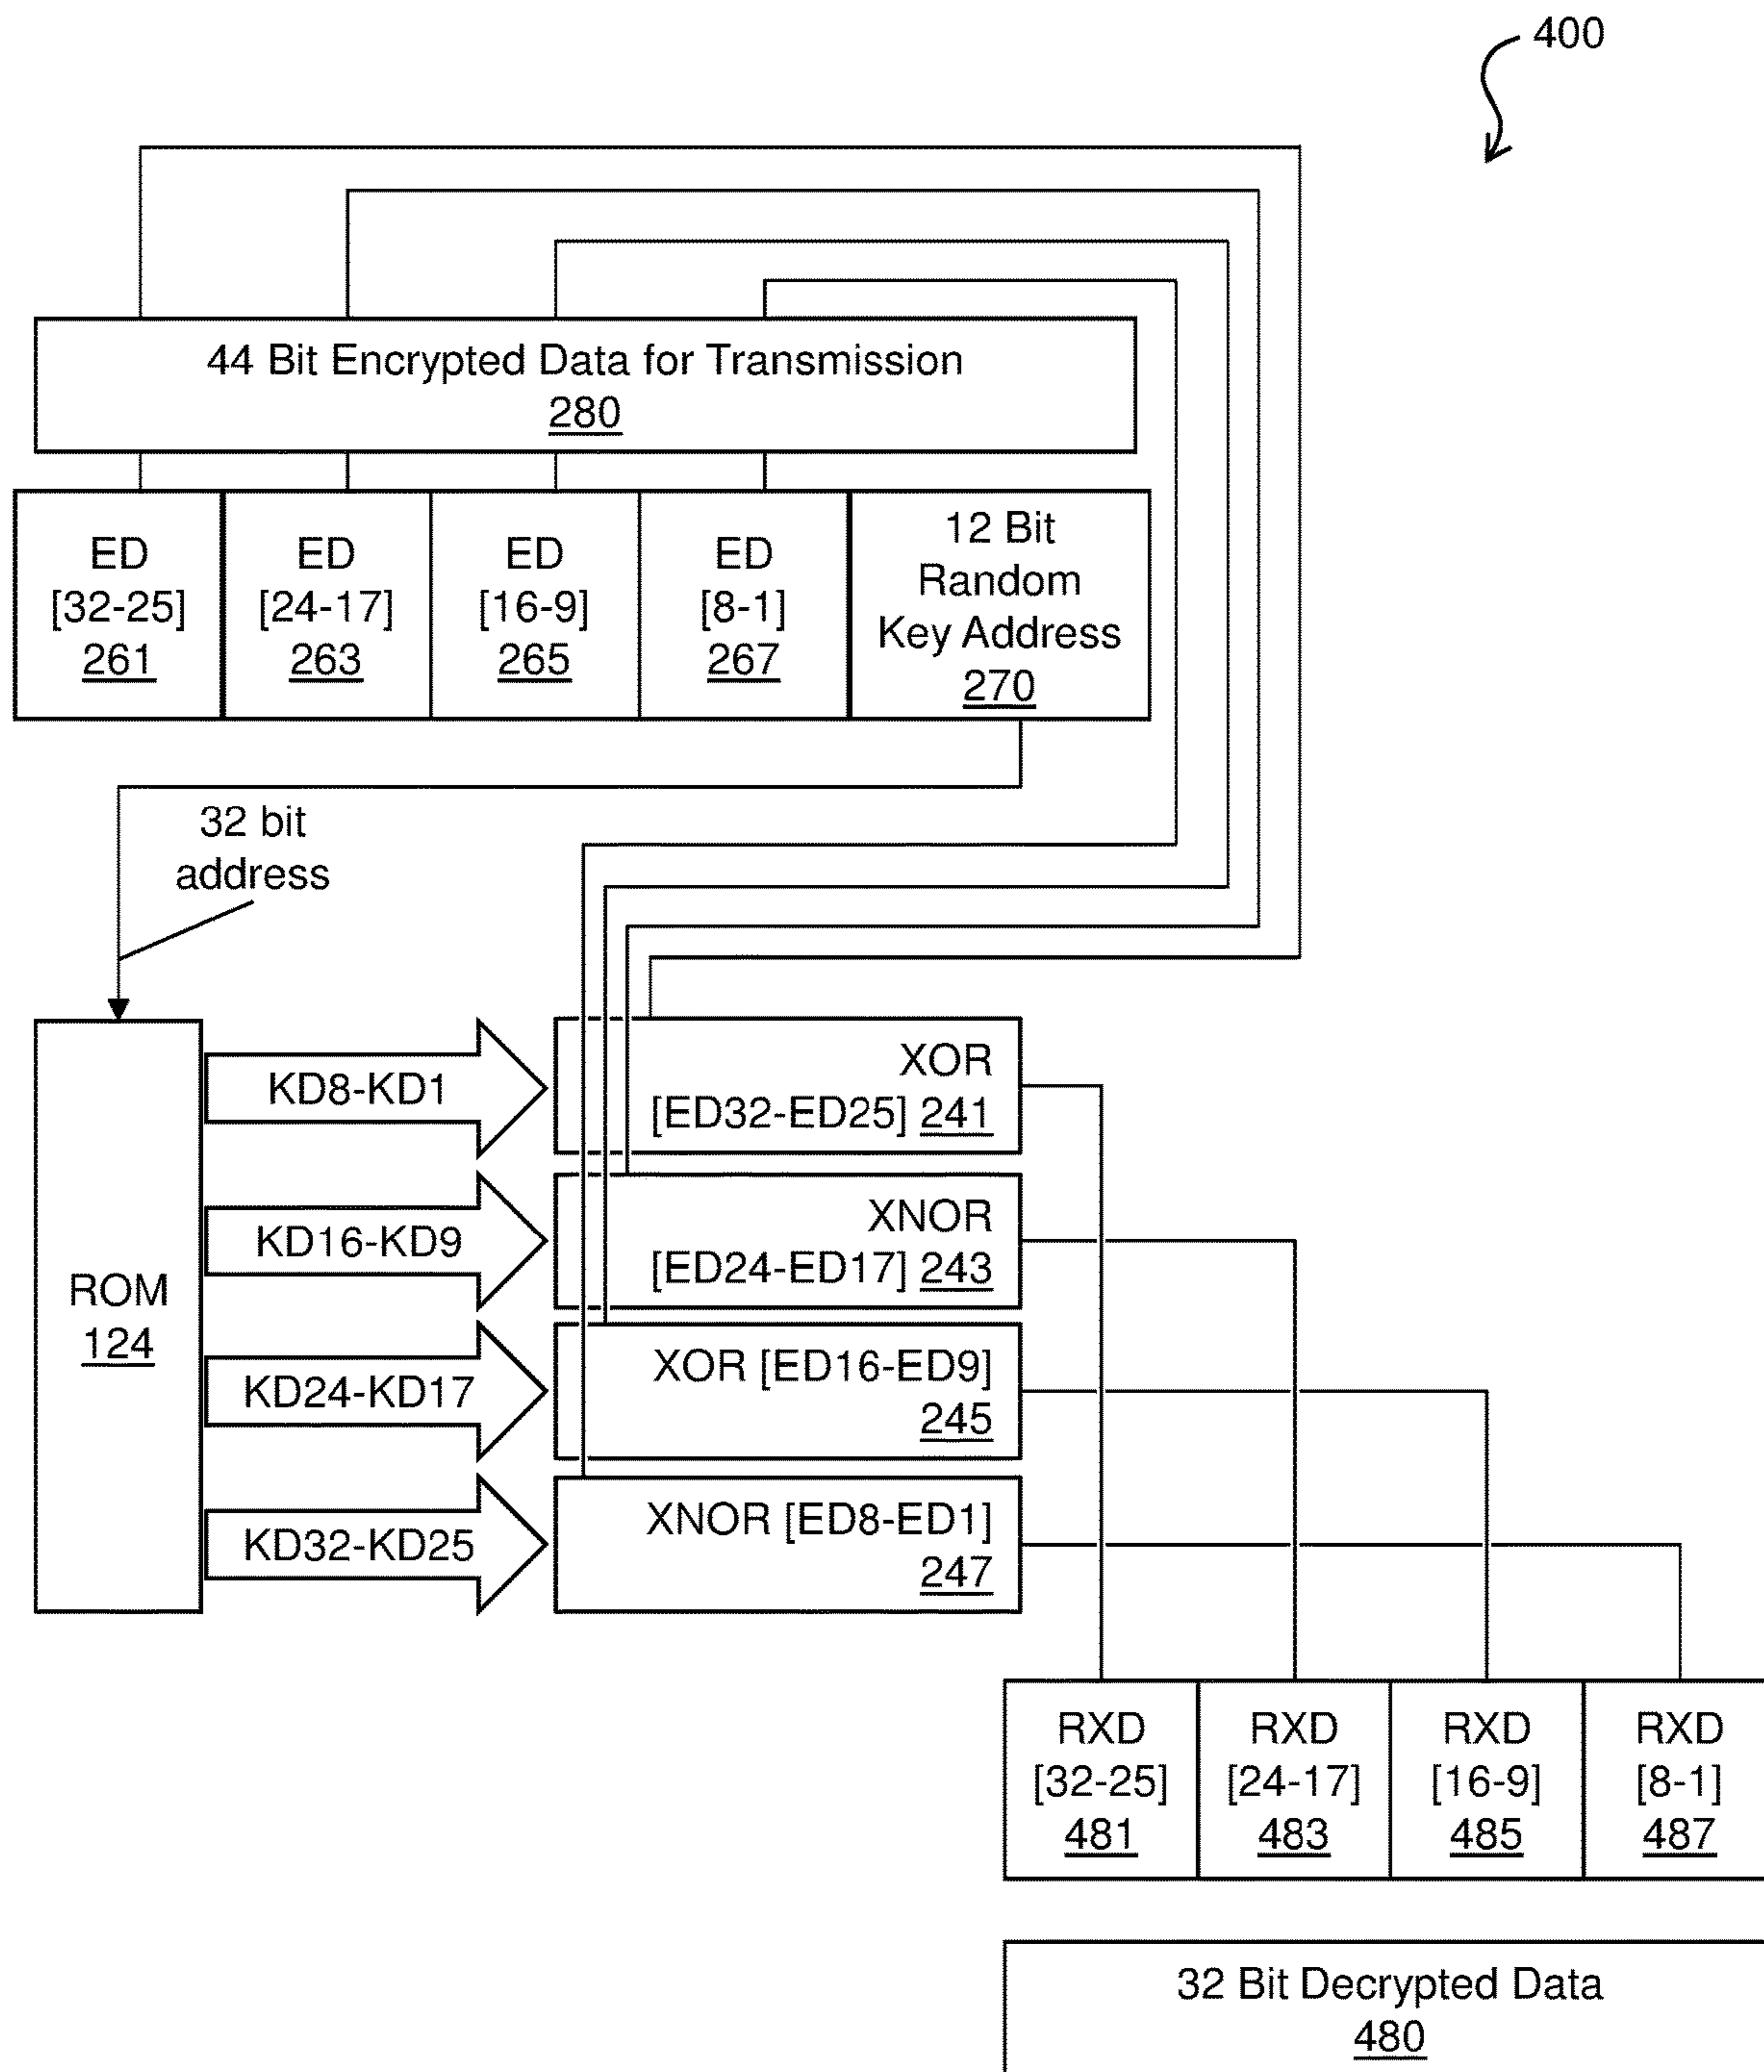 400
44 Bit Encrypted Data for Transmission
280
ED
[32-25]
261
ED
[24-17]
263
ED
[16-9]
265
ED
[8-1]
267
12 Bit
Random
Key Address
270
32 bit
address
ROM
124
KD8-KD1
KD16-KD9
KD24-KD17
KD32-KD25
XOR
[ED32-ED25] 241
XNOR
[ED24-ED17] 243
XOR [ED16-ED9]
245
XNOR [ED8-ED1]
247
RXD
[32-25]
481
RXD
[24-17]
483
RXD
[16-9]
485
RXD
[8-1]
487
32 Bit Decrypted Data
480